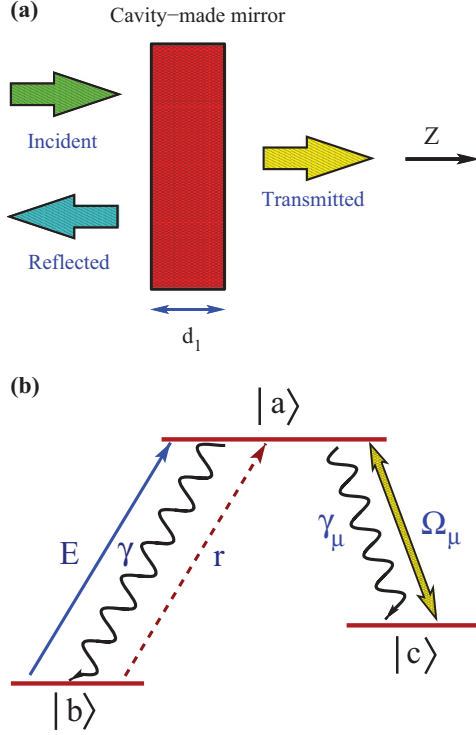 (a)
Cavity−made mirror
Incident
Z
Transmitted
Reflected
d₁
(b)
|a⟩
E
γ
r
γμ
Ωμ
|b⟩
|c⟩